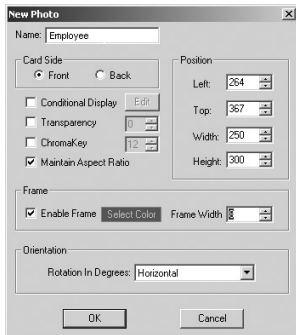 New Photo
Name: Employee
Card Side
Front Back
Conditional Display Edit
Transparency 0
ChromaKey 12
Maintain Aspect Ratio
Position
Left: 264
Top: 367
Width: 250
Height: 300
Frame
Enable Frame Select Color Frame Width
Orientation
Rotation In Degrees: Horizontal
OK Cancel